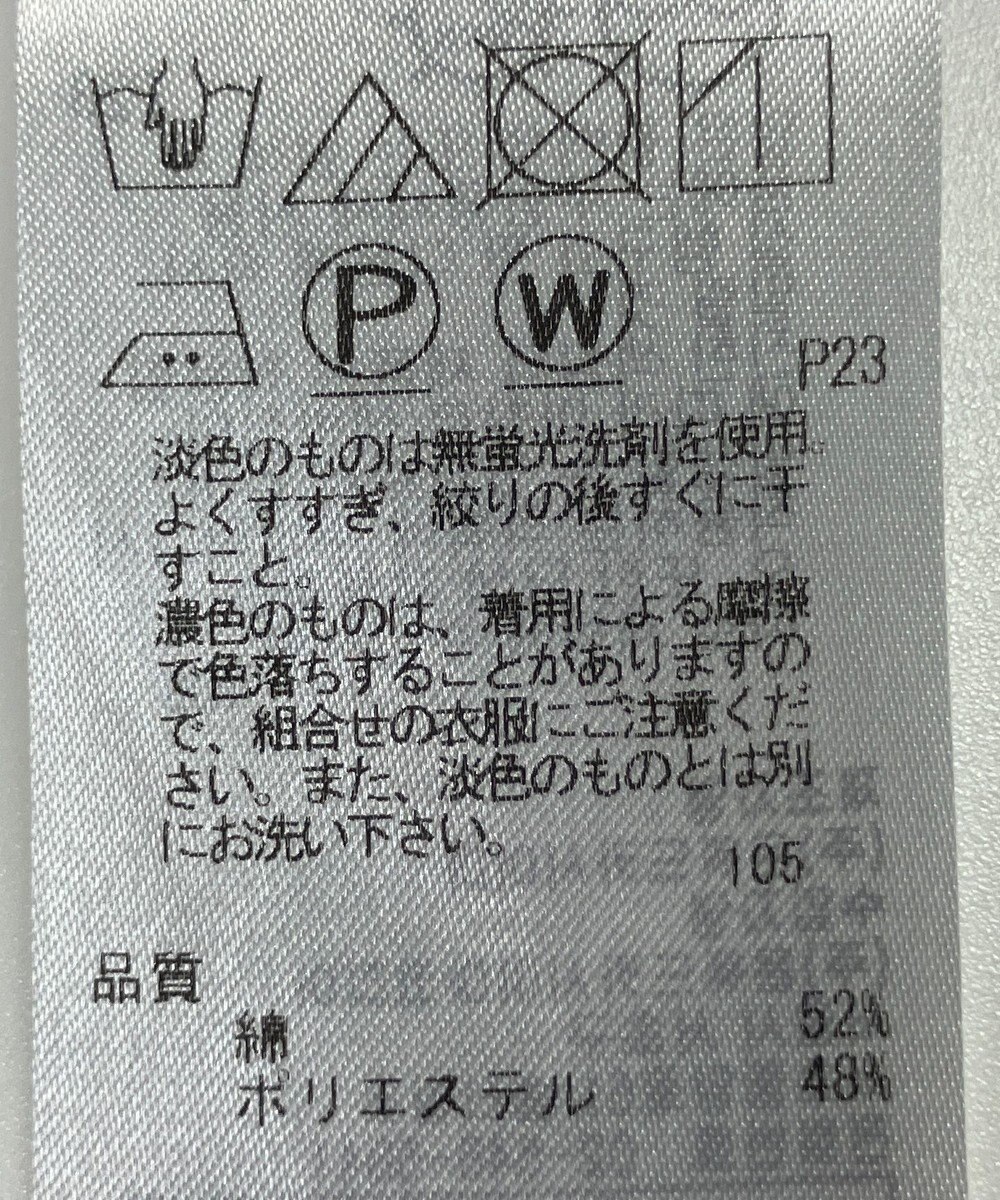 P
W
P23
淡色のものは無蛍光洗剤を使用。
よくすすぎ、絞りの後すぐに干
すこと。
濃色のものは、着用による摩擦
で色落ちすることがありますの
で、組合せの衣服にご注意くだ
さい。また、淡色のものとは別
にお洗い下さい。
105
品質
綿 52%
ポリエステル 48%